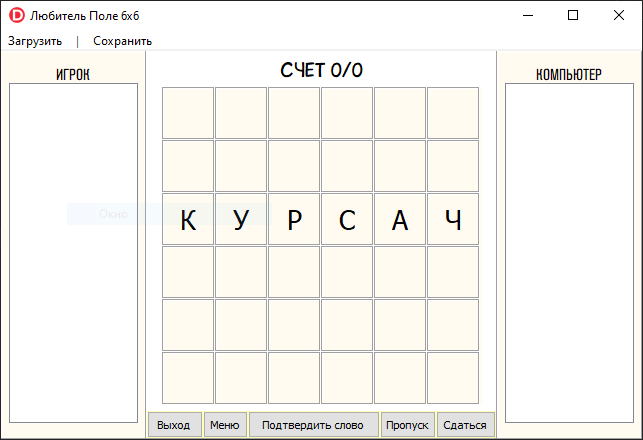 Любитель Поле 6x6
Загрузить | Сохранить
СЧЕТ 0/0
ИГРОК
КОМПЬЮТЕР
К У Р С А Ч
Окно
Выход Меню Подтвердить слово Пропуск Сдаться